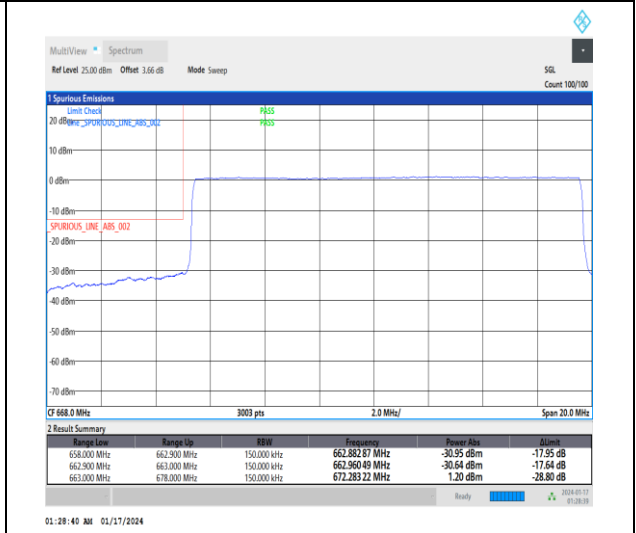 MultiView Spectrum
Ref Level 25.00 dBm Offset 3.66 dB Mode Sweep SGL
Count 100/100
1 Spurious Emissions
Limit Check PASS
20 dBm Line _SPURIOUS_LINE_ABS_002 PASS
10 dBm
0 dBm
-10 dBm
_SPURIOUS_LINE_ABS_002
-20 dBm
-30 dBm
-40 dBm
-50 dBm
-60 dBm
-70 dBm
CF 668.0 MHz 3003 pts 2.0 MHz/ Span 20.0 MHz
2 Result Summary
Range Low Range Up RBW Frequency Power Abs ΔLimit
658.000 MHz 662.900 MHz 150.000 kHz 662.882 87 MHz -30.95 dBm -17.95 dB
662.900 MHz 663.000 MHz 150.000 kHz 662.960 49 MHz -30.64 dBm -17.64 dB
663.000 MHz 678.000 MHz 150.000 kHz 672.283 22 MHz 1.20 dBm -28.80 dB
Ready 2024-01-17
01:28:39
01:28:40 AM 01/17/2024